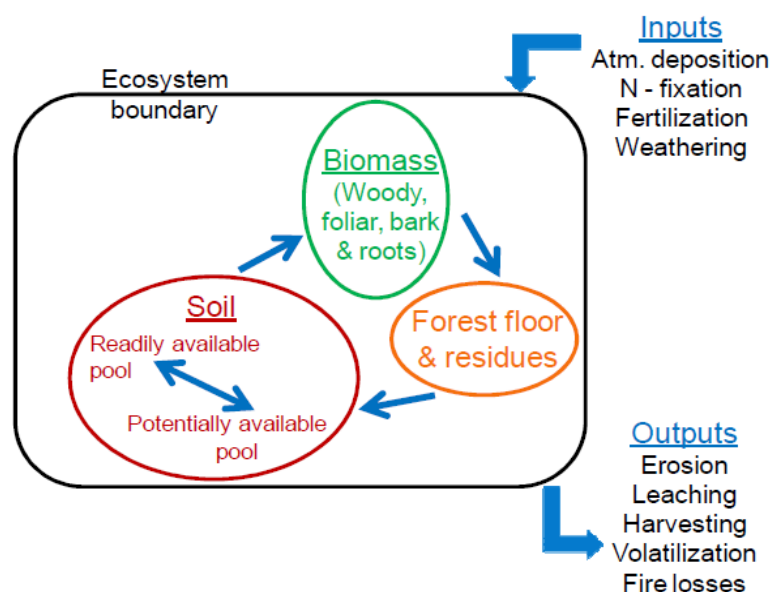 Inputs
Atm. deposition
N - fixation
Fertilization
Weathering
Ecosystem
boundary
Biomass
(Woody,
foliar, bark
& roots)
Soil
Readily available
pool
Potentially available
pool
Forest floor
& residues
Outputs
Erosion
Leaching
Harvesting
Volatilization
Fire losses